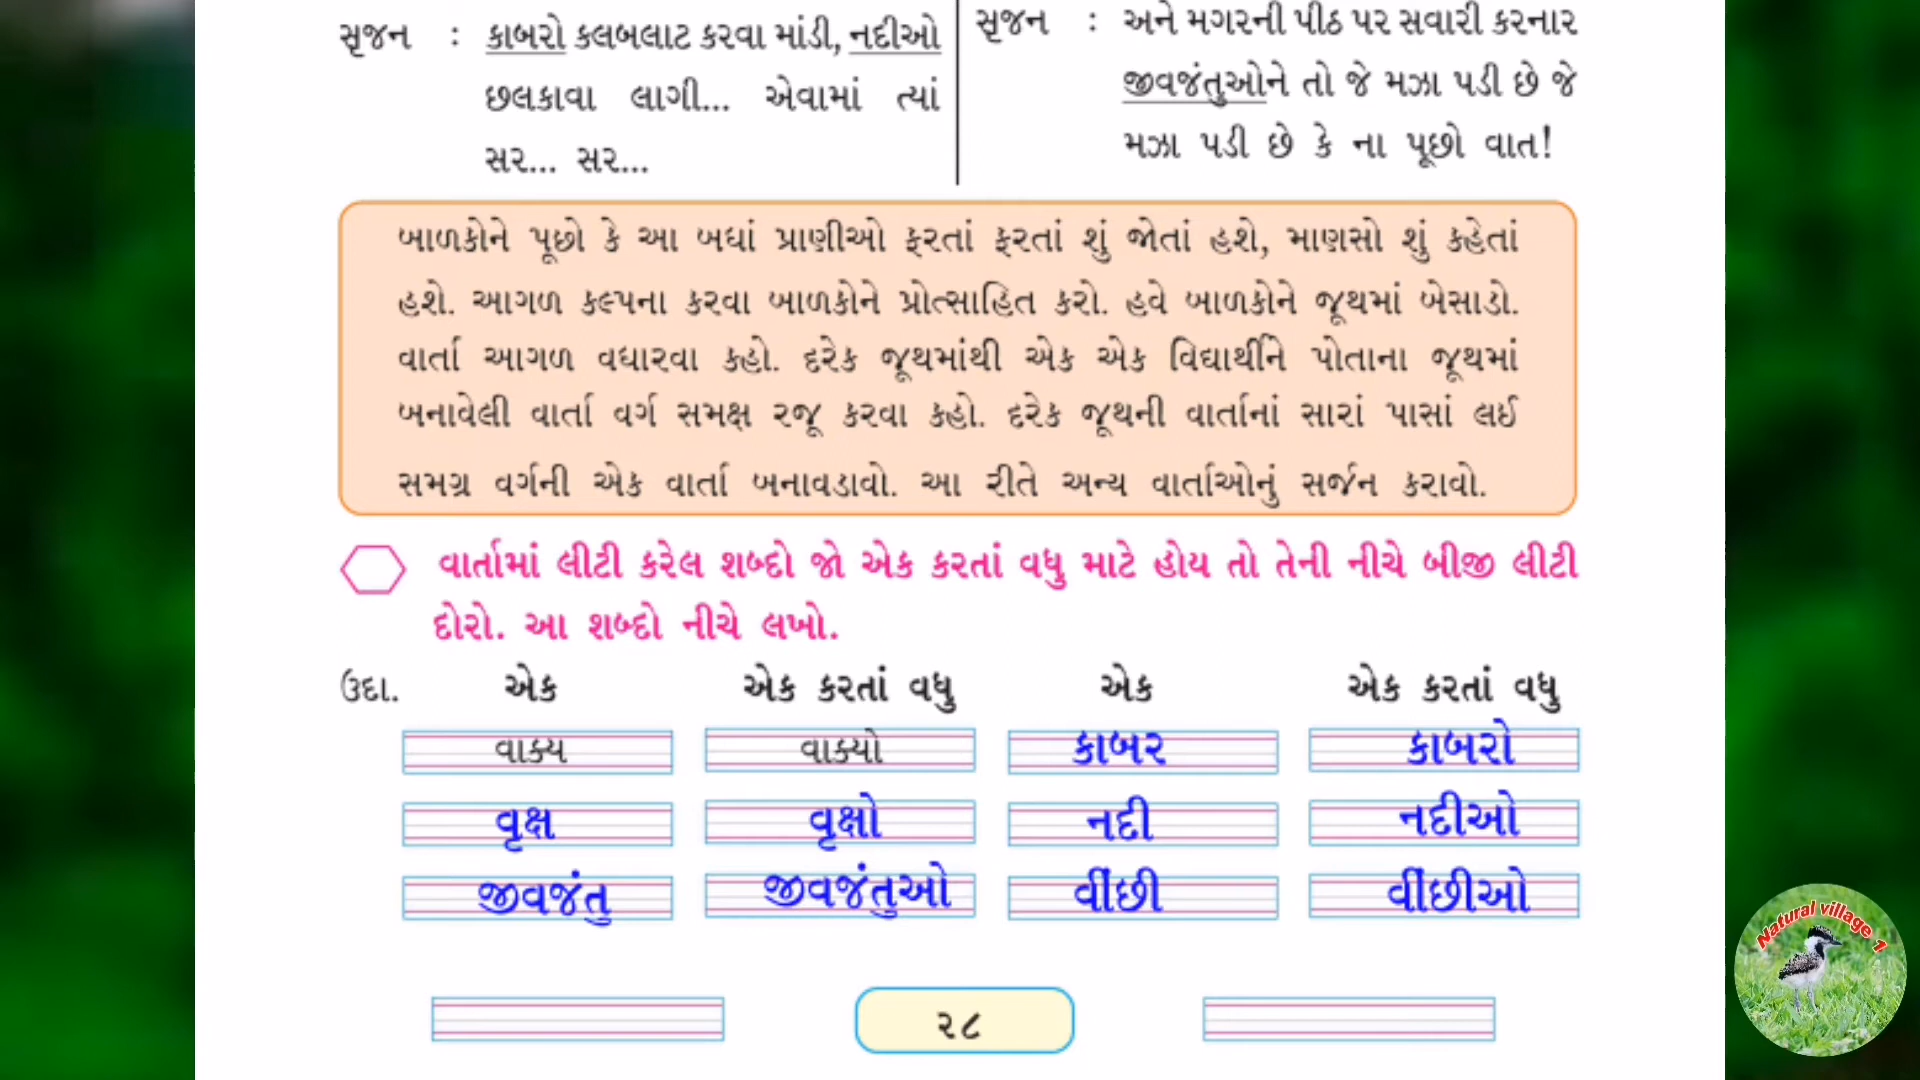 સૃજન : કાબરો કલબલાટ કરવા માંડી, નદીઓ
છલકાવા લાગી... એવામાં ત્યાં
સર... સર...
સૃજન : અને મગરની પીઠ પર સવારી કરનાર
જીવજંતુઓને તો જે મઝા પડી છે જે
મઝા પડી છે કે ના પૂછો વાત!
બાળકોને પૂછો કે આ બધાં પ્રાણીઓ ફરતાં ફરતાં શું જોતાં હશે, માણસો શું કહેતાં
હશે. આગળ કલ્પના કરવા બાળકોને પ્રોત્સાહિત કરો. હવે બાળકોને જૂથમાં બેસાડો.
વાર્તા આગળ વધારવા કહો. દરેક જૂથમાંથી એક એક વિદ્યાર્થીને પોતાના જૂથમાં
બનાવેલી વાર્તા વર્ગ સમક્ષ રજૂ કરવા કહો. દરેક જૂથની વાર્તાનાં સારાં પાસાં લઈ
સમગ્ર વર્ગની એક વાર્તા બનાવડાવો. આ રીતે અન્ય વાર્તાઓનું સર્જન કરાવો.
વાર્તામાં લીટી કરેલ શબ્દો જો એક કરતાં વધુ માટે હોય તો તેની નીચે બીજી લીટી
દોરો. આ શબ્દો નીચે લખો.
ઉદા. એક એક કરતાં વધુ એક એક કરતાં વધુ
વાક્ય વાક્યો કાબર કાબરો
વૃક્ષ વૃક્ષો નદી નદીઓ
જીવજંતુ જીવજંતુઓ વીંછી વીંછીઓ
૨૮
Natural village 1